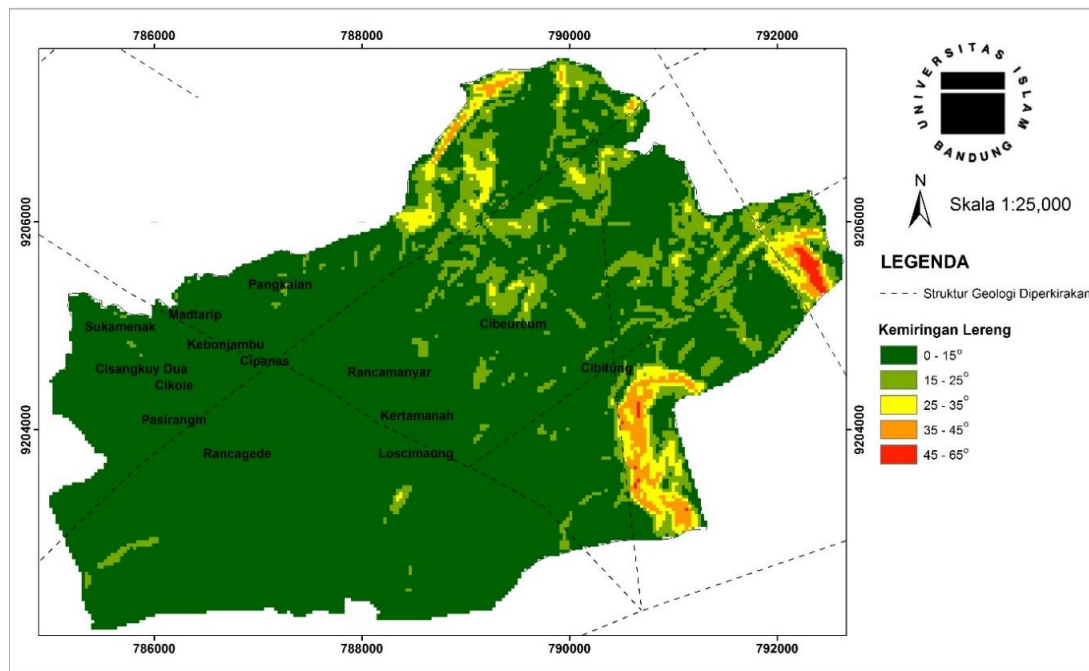 786000 788000 790000 792000
9206000
9204000
9206000
9204000
786000 788000 790000 792000
Pangkalan
Madtarip
Sukamenak
Cibeureum
Kebonjambu
Cipanas
Cisangkuy Dua
Rancamanyar
Cibitung
Cikole
Pasirangin
Kertamanah
Rancagede
Loscimaung
UNIVERSITAS ISLAM
BANDUNG
N
Skala 1:25,000
LEGENDA
Struktur Geologi Diperkirakan
Kemiringan Lereng
0 - 15°
15 - 25°
25 - 35°
35 - 45°
45 - 65°